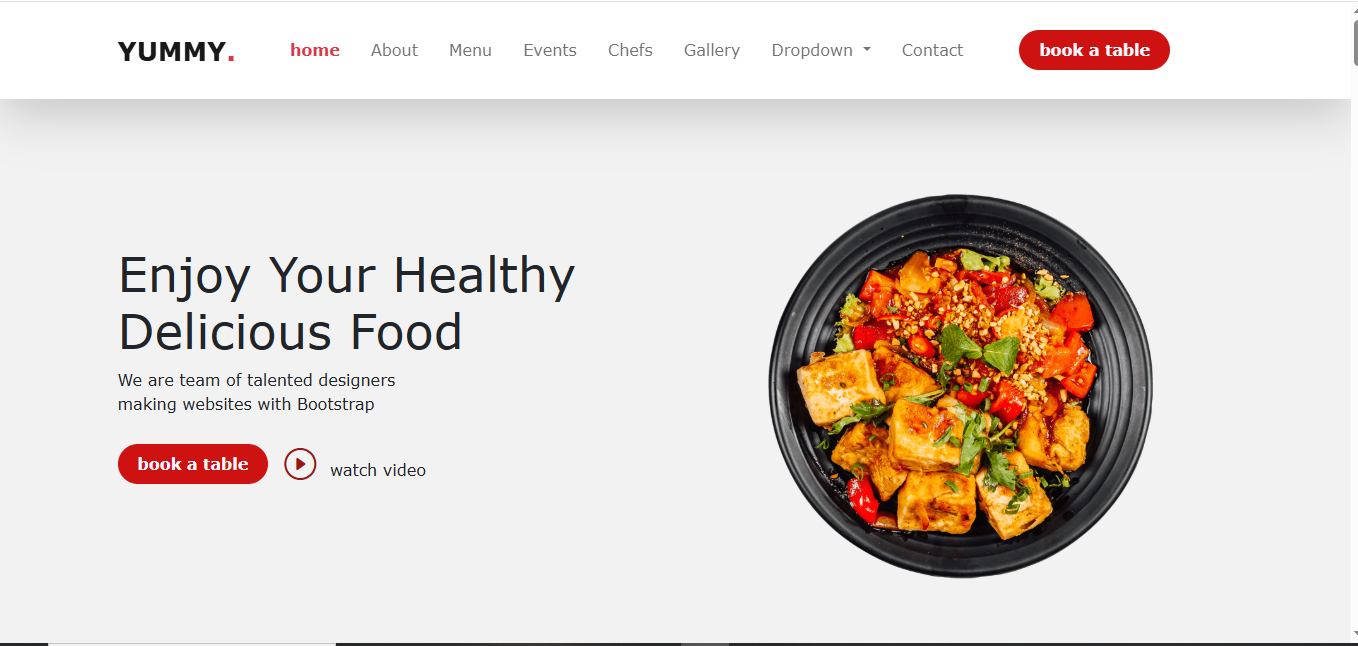 YUMMY. home About Menu Events Chefs Gallery Dropdown Contact book a table
Enjoy Your Healthy
Delicious Food
We are team of talented designers
making websites with Bootstrap
book a table watch video